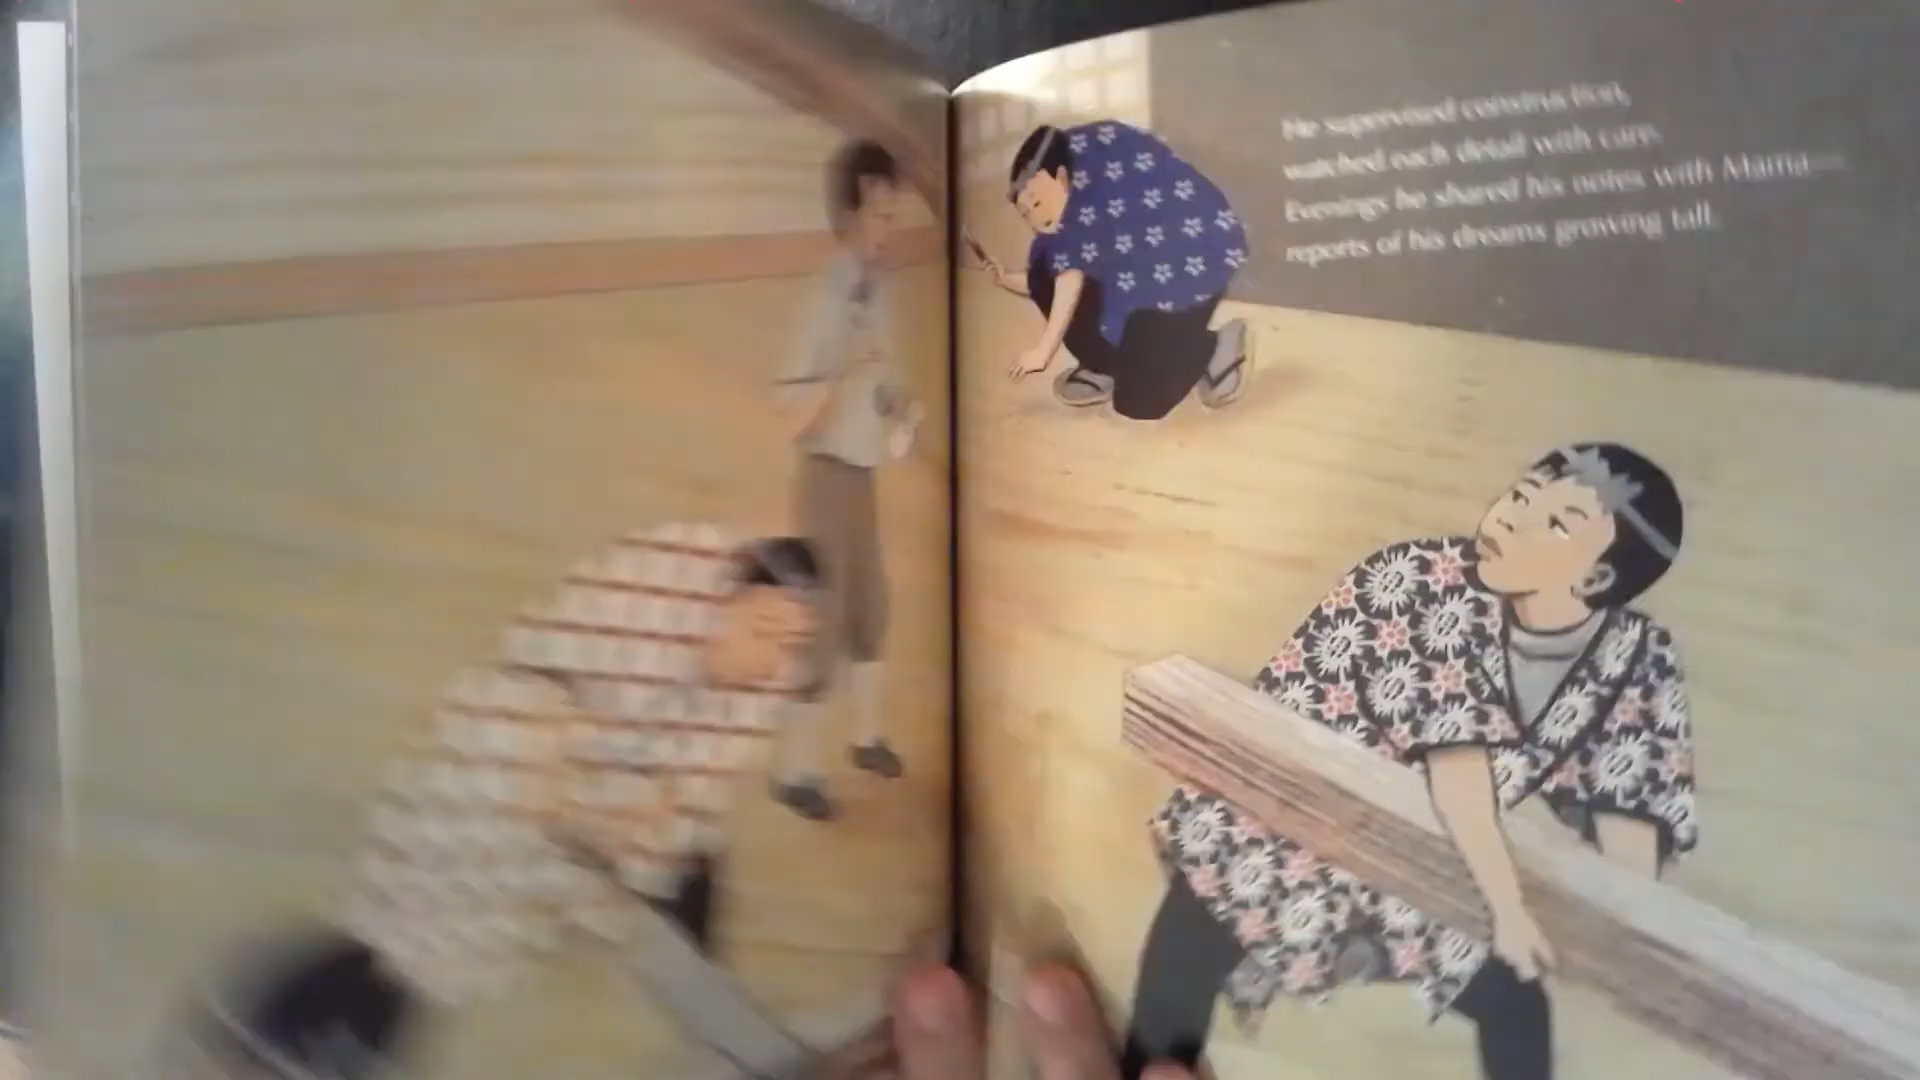 He supervised construction,
watched each detail with care.
Evenings he shared his notes with Mama—
reports of his dreams growing tall.